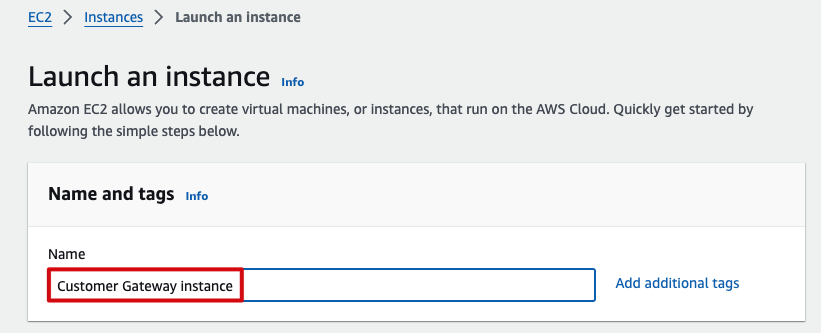 EC2 > Instances > Launch an instance
Launch an instance Info
Amazon EC2 allows you to create virtual machines, or instances, that run on the AWS Cloud. Quickly get started by
following the simple steps below.
Name and tags Info
Name
Customer Gateway instance Add additional tags